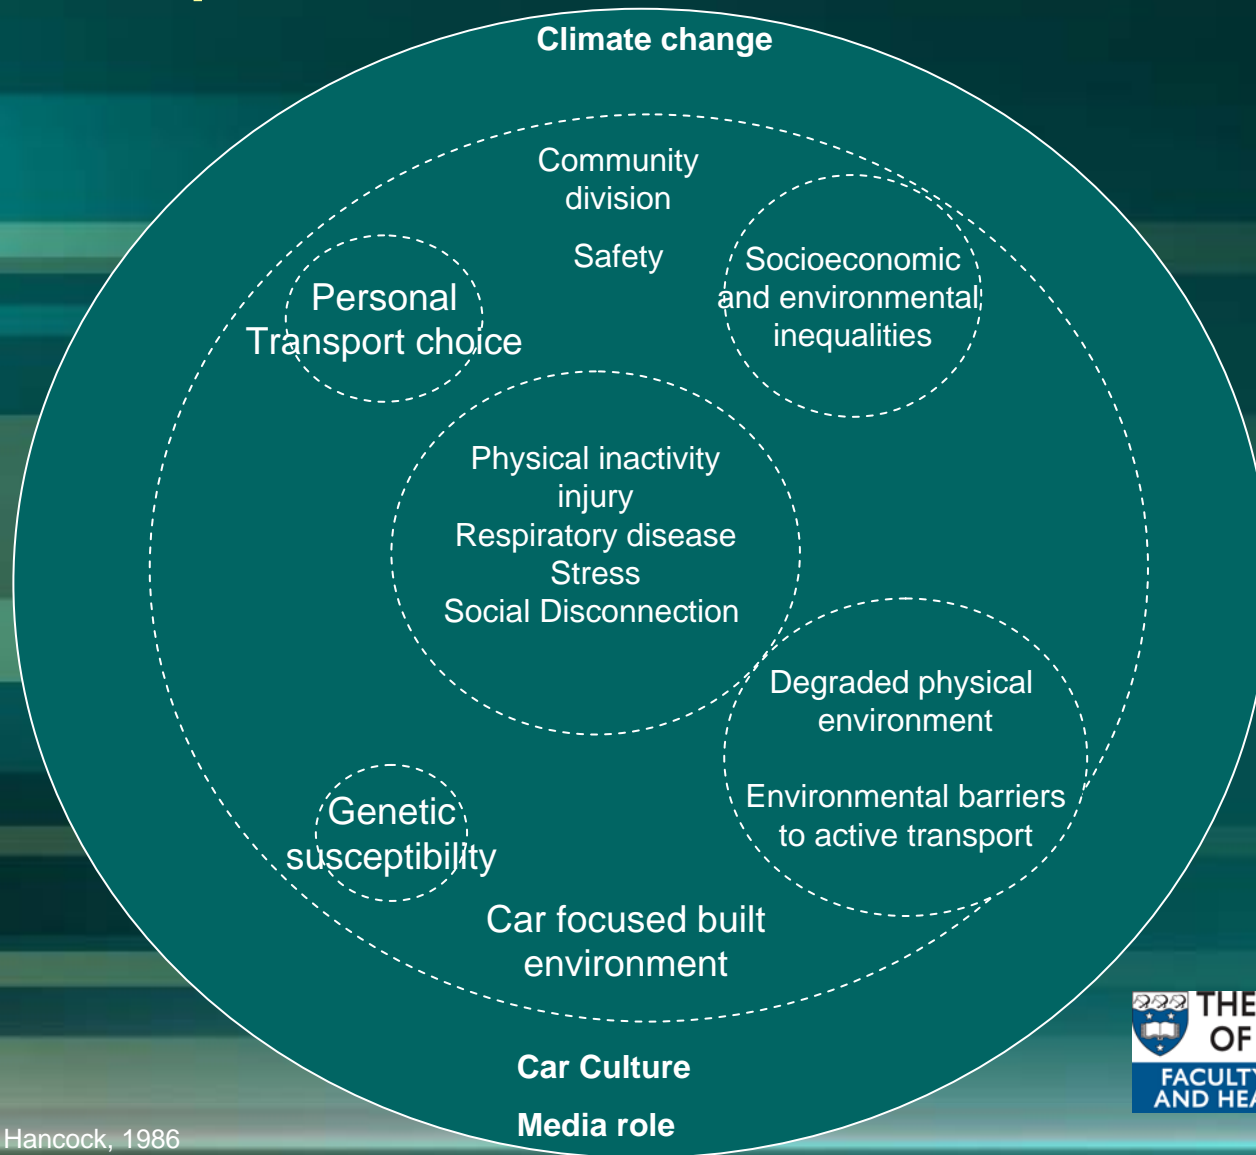 Climate change
Community
division
Safety
Socioeconomic
and environmental
inequalities
Personal
Transport choice
Physical inactivity
injury
Respiratory disease
Stress
Social Disconnection
Degraded physical
environment
Environmental barriers
to active transport
Genetic
susceptibility
Car focused built
environment
Car Culture
Media role
Hancock, 1986
THE
OF
FACULTY
AND